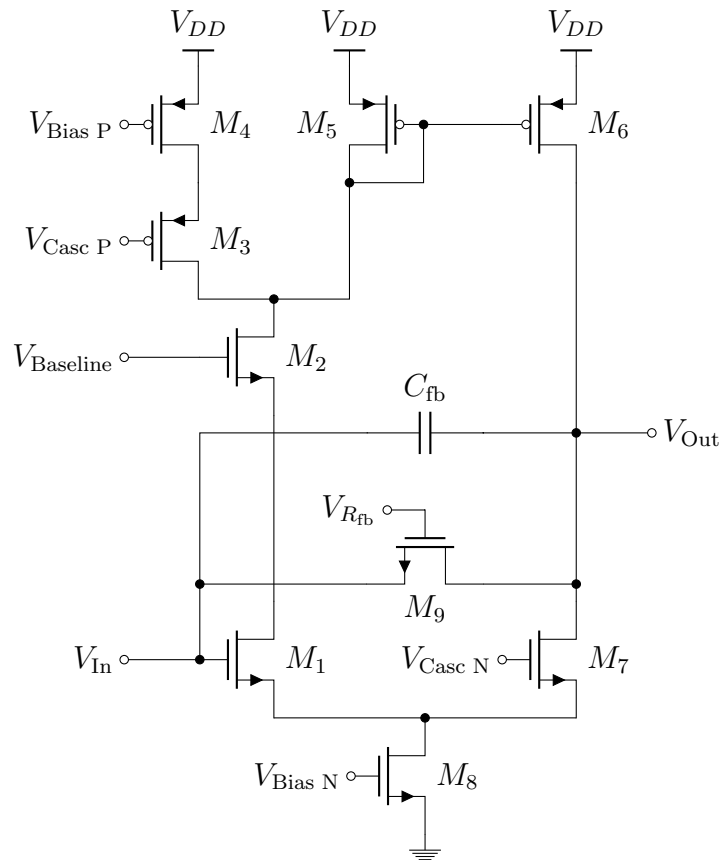 V_DD V_DD V_DD
V_Bias P M_4 M_5 M_6
V_Casc P M_3
V_Baseline M_2
C_fb
V_Out
V_R_fb
M_9
V_In M_1 V_Casc N M_7
V_Bias N M_8